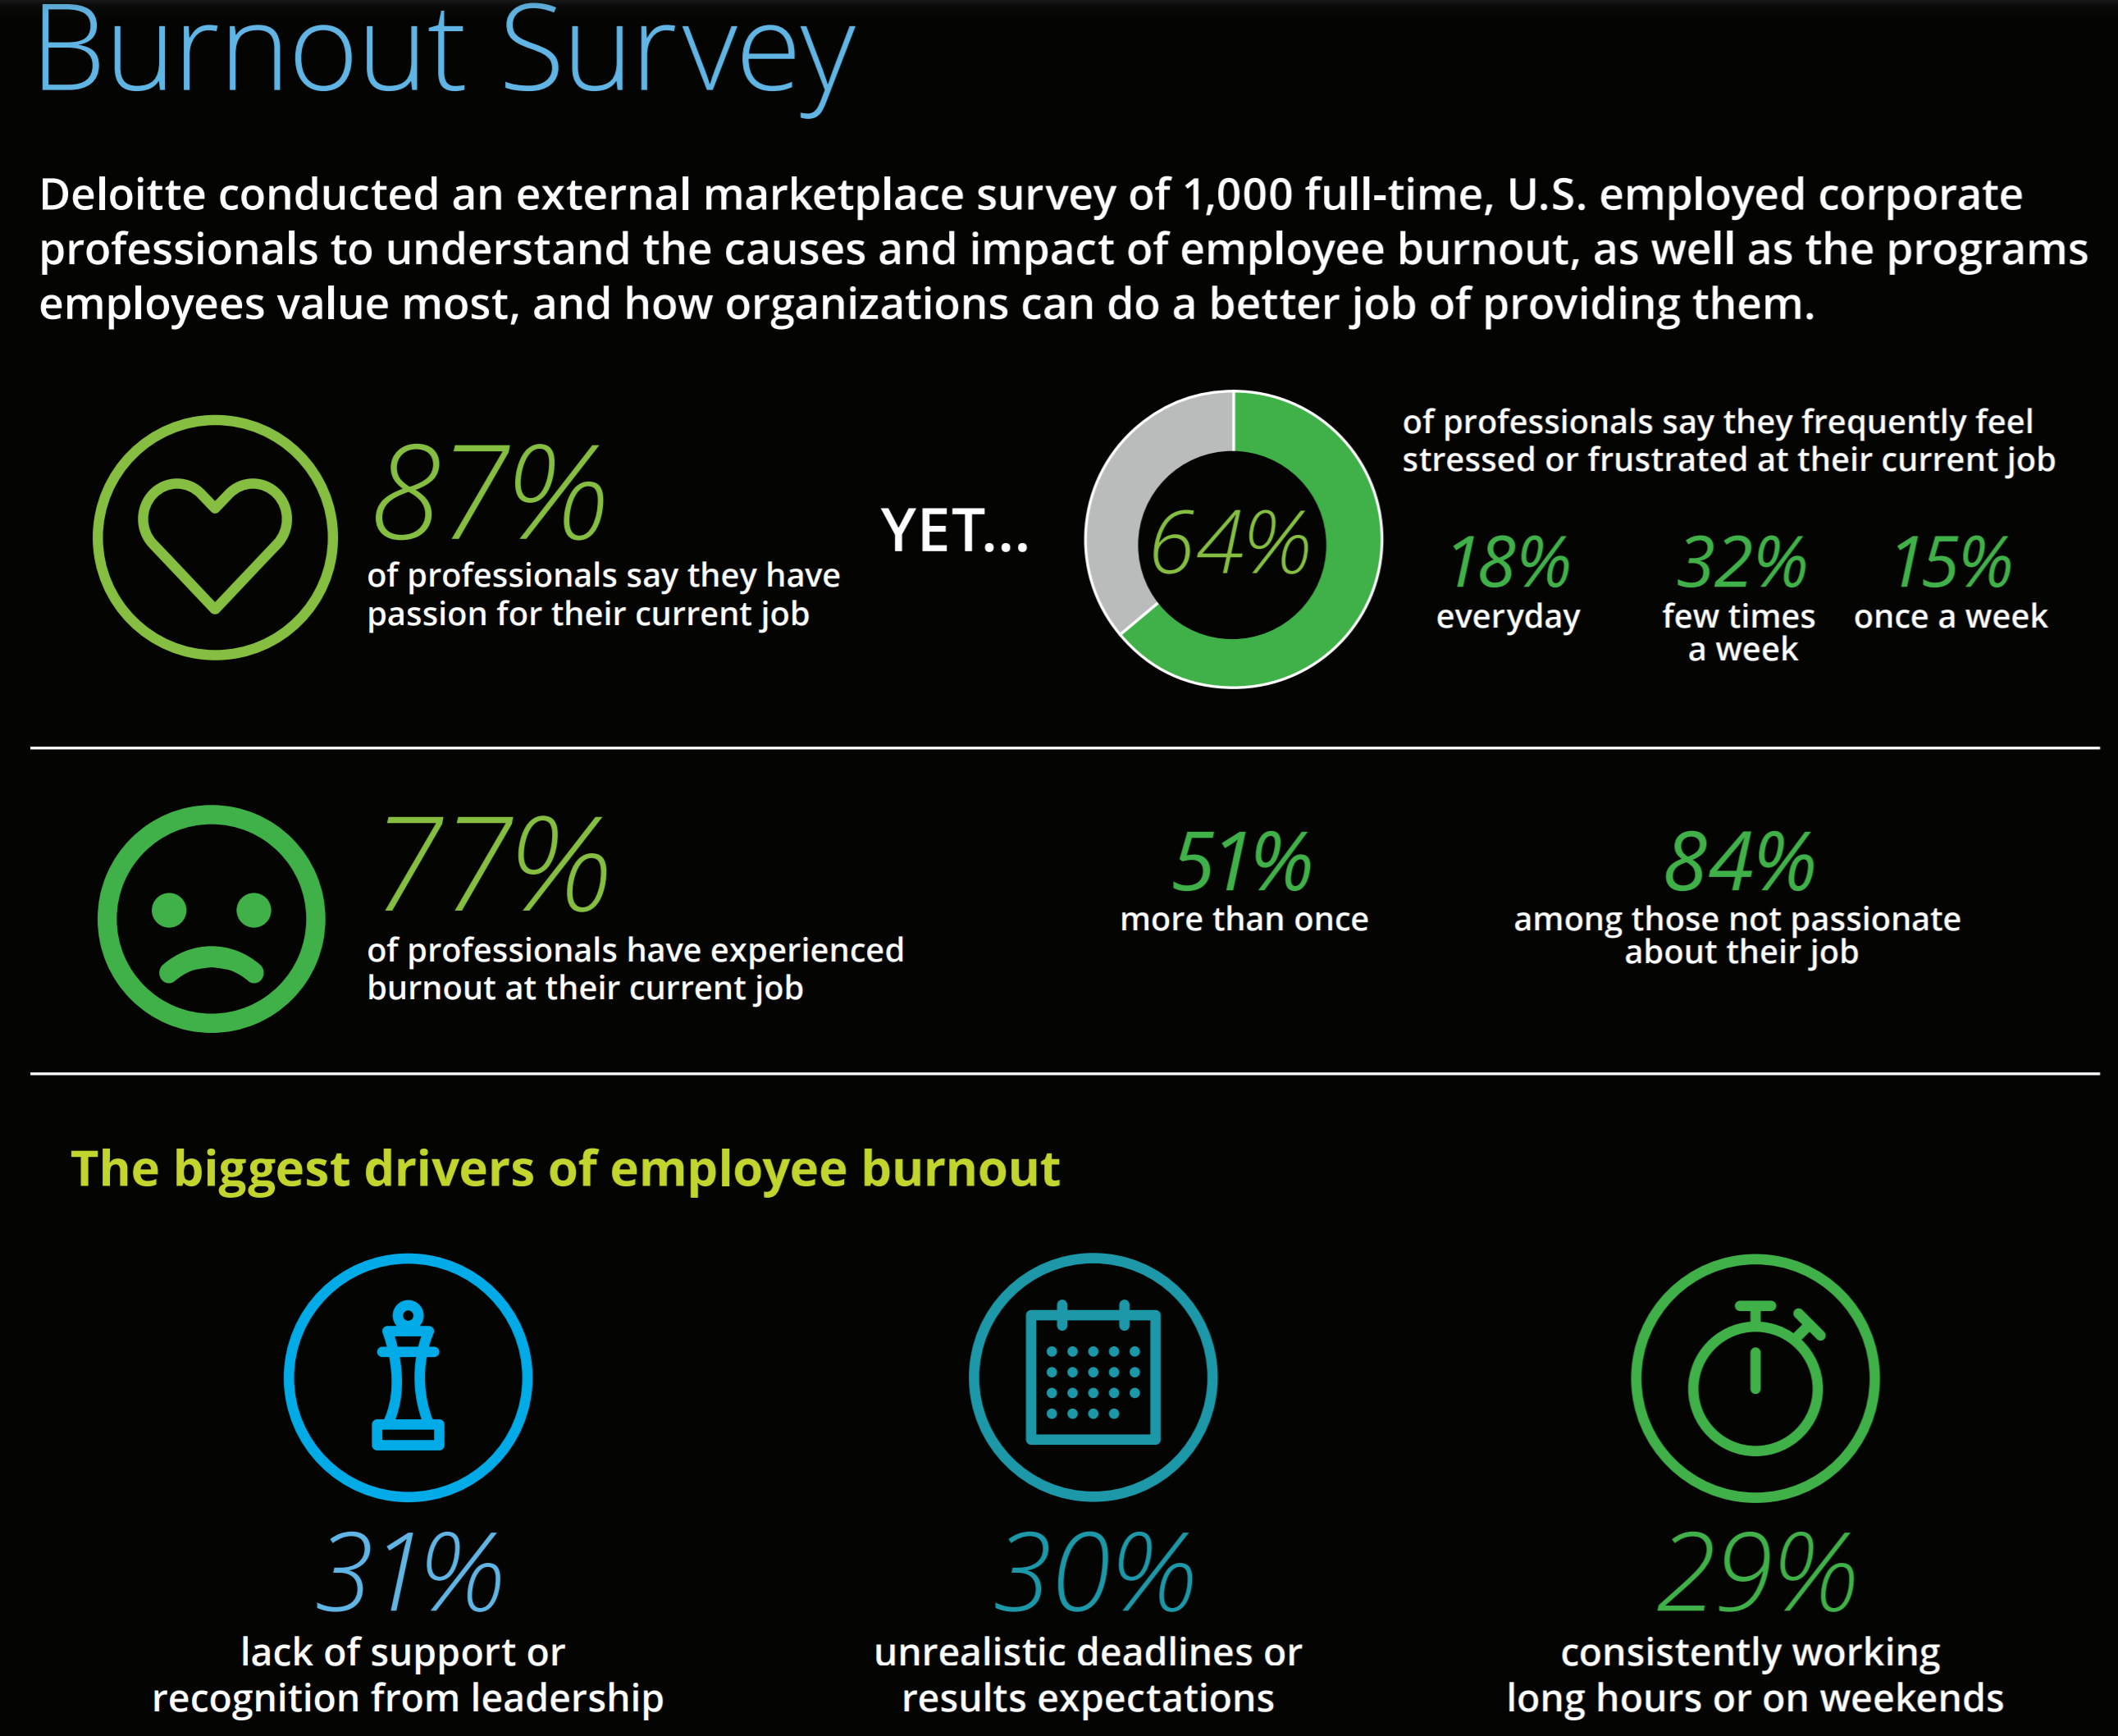 Burnout Survey
Deloitte conducted an external marketplace survey of 1,000 full-time, U.S. employed corporate
professionals to understand the causes and impact of employee burnout, as well as the programs
employees value most, and how organizations can do a better job of providing them.
87%
of professionals say they have
passion for their current job
YET...
64%
of professionals say they frequently feel
stressed or frustrated at their current job
18%
everyday
32%
few times
a week
15%
once a week
77%
of professionals have experienced
burnout at their current job
51%
more than once
84%
among those not passionate
about their job
The biggest drivers of employee burnout
31%
lack of support or
recognition from leadership
30%
unrealistic deadlines or
results expectations
29%
consistently working
long hours or on weekends